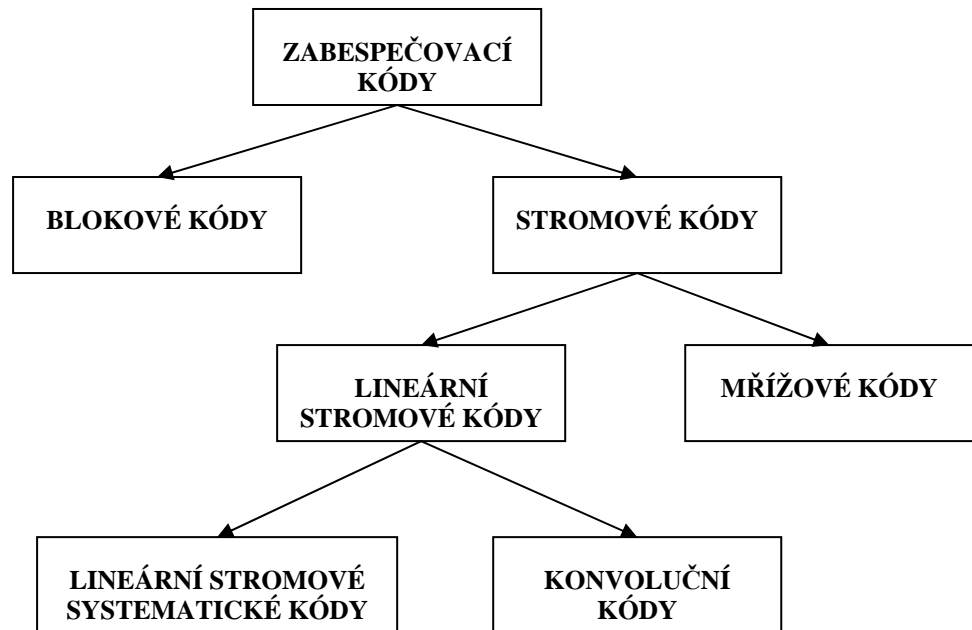 ZABESPEČOVACÍ
KÓDY
BLOKOVÉ KÓDY
STROMOVÉ KÓDY
LINEÁRNÍ
STROMOVÉ KÓDY
MŘÍŽOVÉ KÓDY
LINEÁRNÍ STROMOVÉ
SYSTEMATICKÉ KÓDY
KONVOLUČNÍ
KÓDY